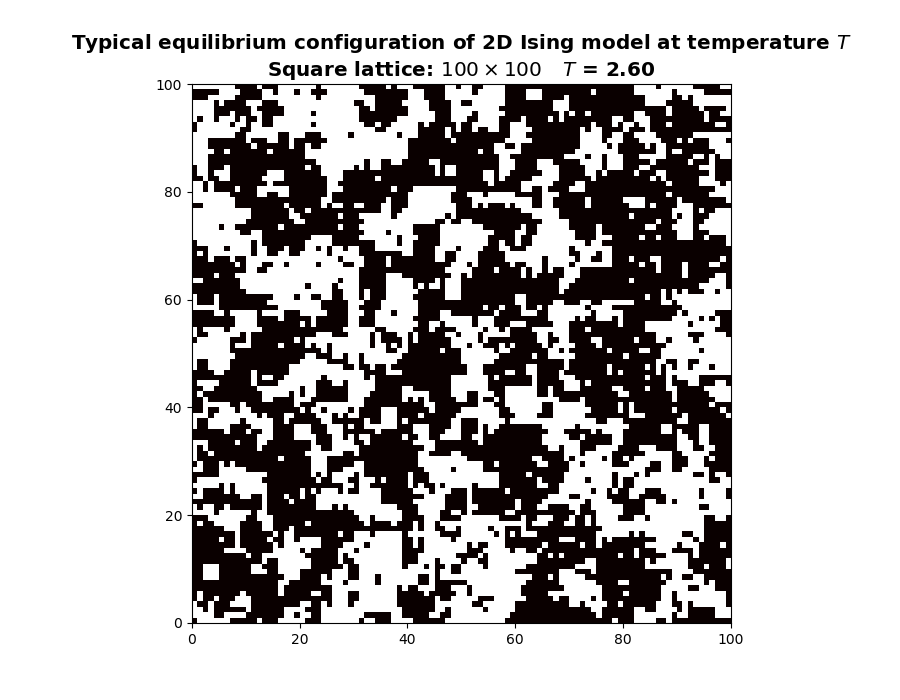 Typical equilibrium configuration of 2D Ising model at temperature T
Square lattice: 100 × 100 T = 2.60
100
80
60
40
20
0
0 20 40 60 80 100